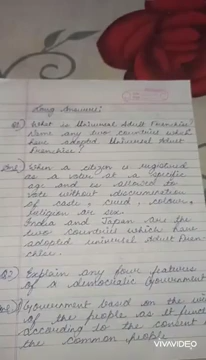 Long Answers:
Q1) What is Universal Adult Franchise?
Name any two countries which
have adopted Universal Adult
Franchise?
Ans1) When a citizen is registered
as a voter at a specific
age and is allowed to
vote without discrimination
of caste, creed, colour,
religion or sex.
India and Japan are the
two countries which have
adopted universal Adult Fran-
chise.
Q2) Explain any four features
of a democratic Government
Government based on the will
of the people as it functi
according to the consent
the common people
VIVAVIDEO